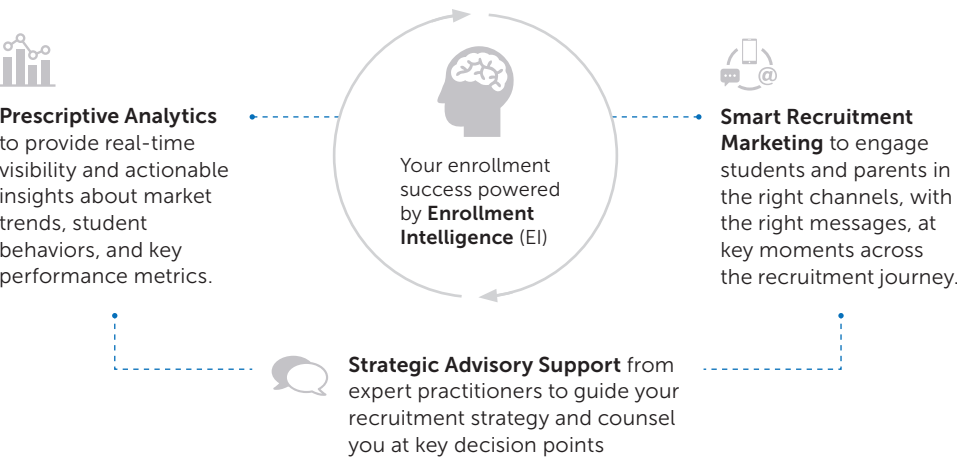 Prescriptive Analytics
to provide real-time
visibility and actionable
insights about market
trends, student
behaviors, and key
performance metrics.
Your enrollment
success powered
by Enrollment
Intelligence (EI)
@
Smart Recruitment
Marketing to engage
students and parents in
the right channels, with
the right messages, at
key moments across
the recruitment journey.
Strategic Advisory Support from
expert practitioners to guide your
recruitment strategy and counsel
you at key decision points